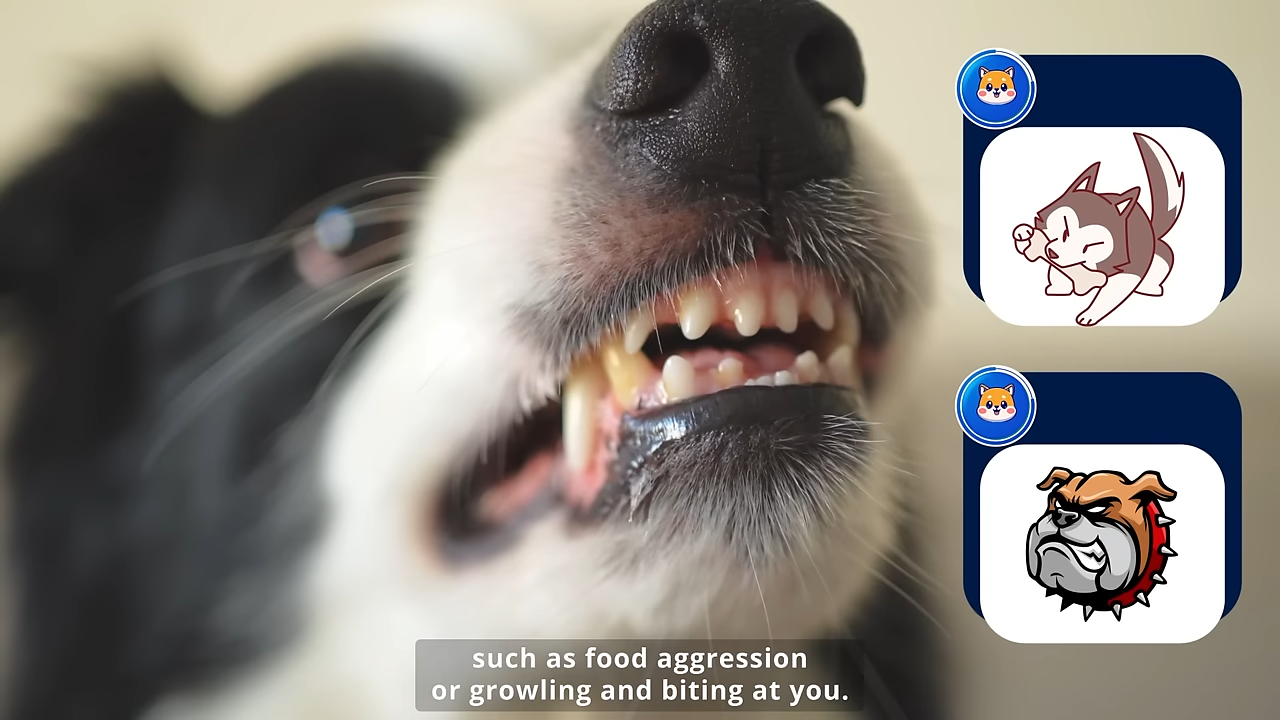 such as food aggression
or growling and biting at you.